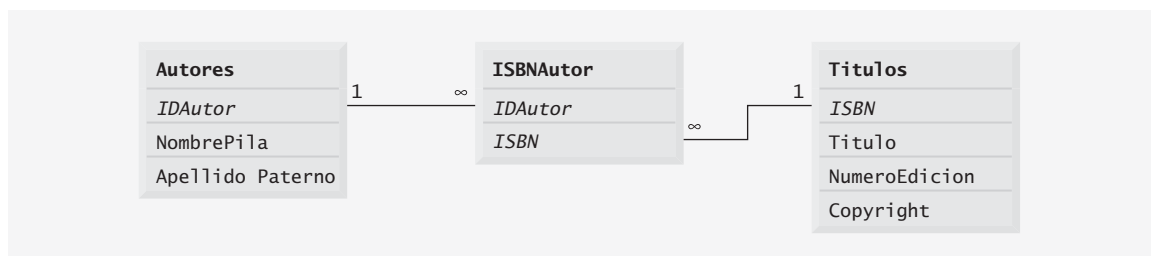 Autores
IDAutor
NombrePila
Apellido Paterno
1
∞
ISBNAutor
IDAutor
ISBN
∞
1
Titulos
ISBN
Titulo
NumeroEdicion
Copyright